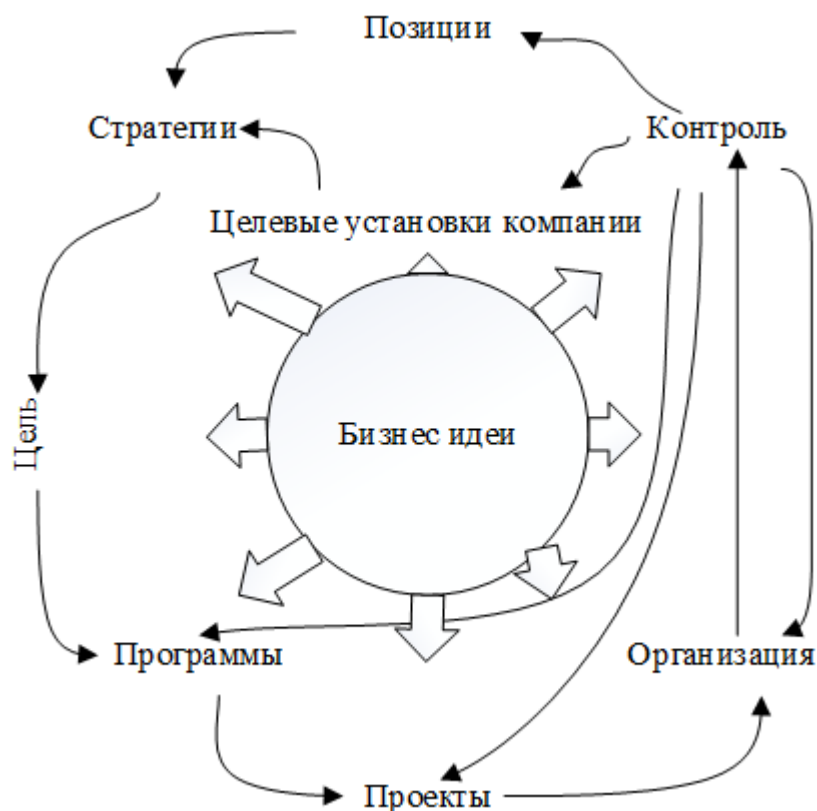 Позиции
Стратегии
Контроль
Целевые установки компании
Бизнес идеи
Цель
Программы
Организация
Проекты